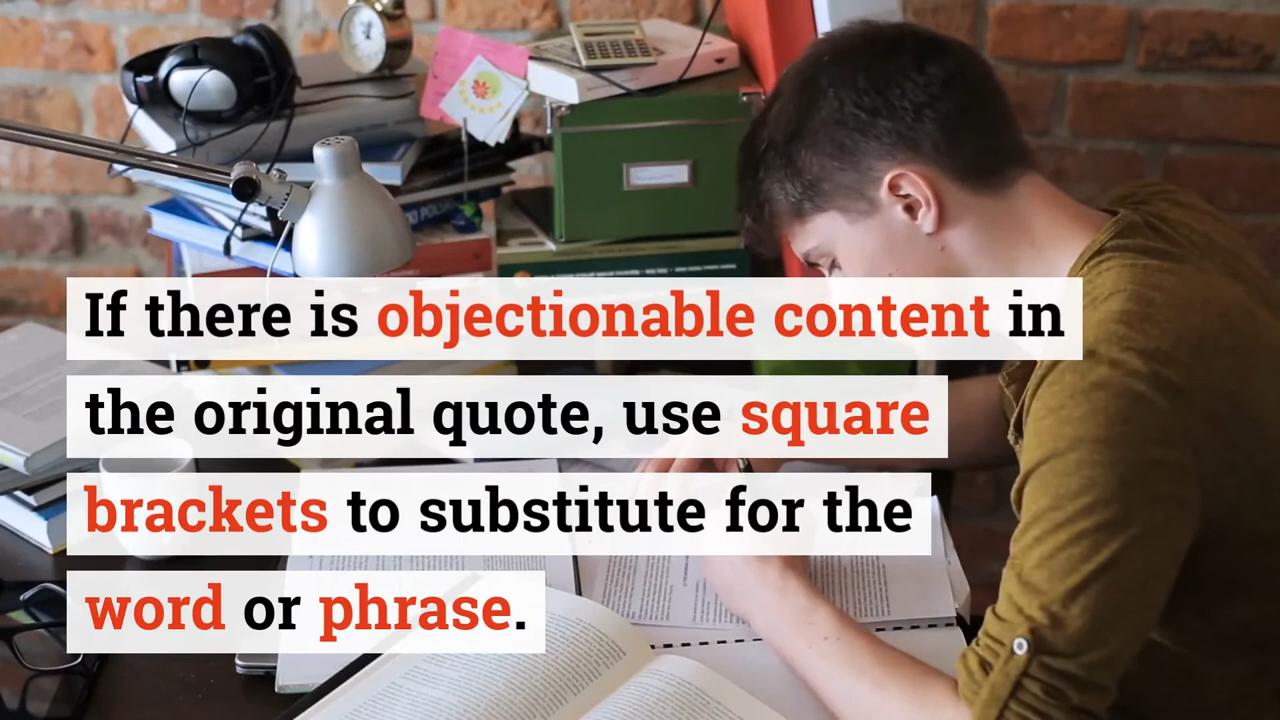 If there is objectionable content in
the original quote, use square
brackets to substitute for the
word or phrase.